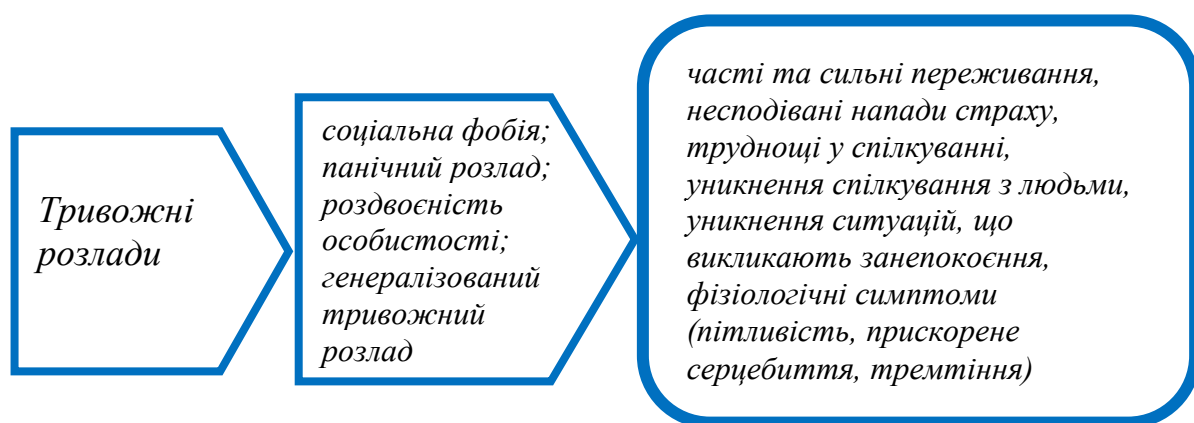 Тривожні
розлади
соціальна фобія;
панічний розлад;
роздвоєність
особистості;
генералізований
тривожний
розлад
часті та сильні переживання,
несподівані напади страху,
труднощі у спілкуванні,
уникнення спілкування з людьми,
уникнення ситуацій, що
викликають занепокоєння,
фізіологічні симптоми
(пітливість, прискорене
серцебиття, тремтіння)